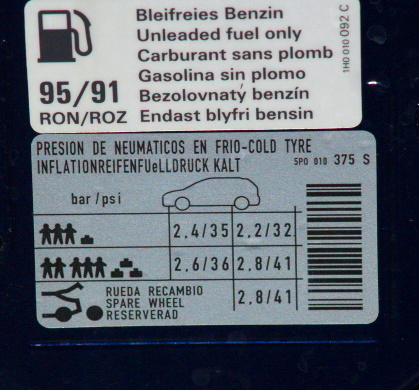 Bleifreies Benzin
Unleaded fuel only
Carburant sans plomb
Gasolina sin plomo
95/91 Bezolovnatý benzín
RON/ROZ Endast blyfri bensin
1H0 010 092 C
PRESION DE NEUMATICOS EN FRIO-COLD TYRE
INFLATIONREIFENFUeLLDRUCK KALT
5P0 010 375 S
bar/psi
2.4/35 2.2/32
2.6/36 2.8/41
RUEDA RECAMBIO
SPARE WHEEL 2.8/41
RESERVERAD